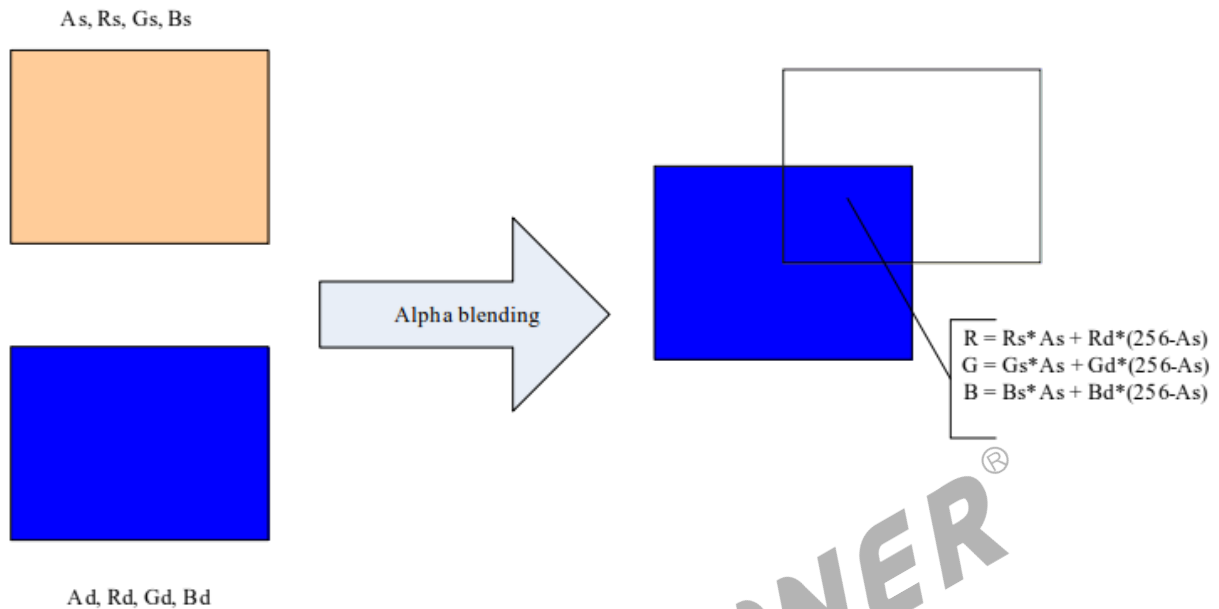 As, Rs, Gs, Bs
Alpha blending
R = Rs*As + Rd*(256-As)
G = Gs*As + Gd*(256-As)
B = Bs*As + Bd*(256-As)
Ad, Rd, Gd, Bd
®